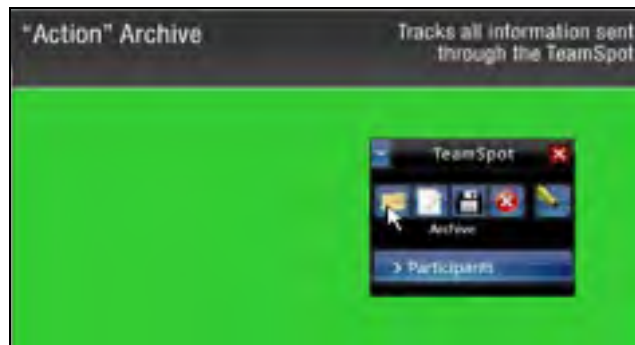 "Action" Archive
Tracks all information sent
through the TeamSpot
TeamSpot
Archive
> Participants